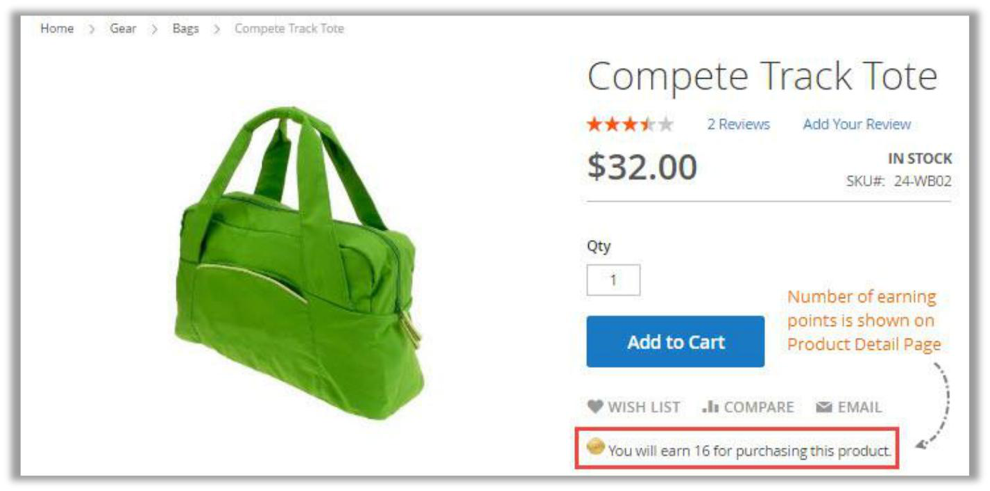 Home > Gear > Bags > Compete Track Tote
Compete Track Tote
2 Reviews Add Your Review
$32.00
IN STOCK
SKU#: 24-WB02
Qty
1
Number of earning
points is shown on
Product Detail Page
Add to Cart
WISH LIST COMPARE EMAIL
You will earn 16 for purchasing this product.